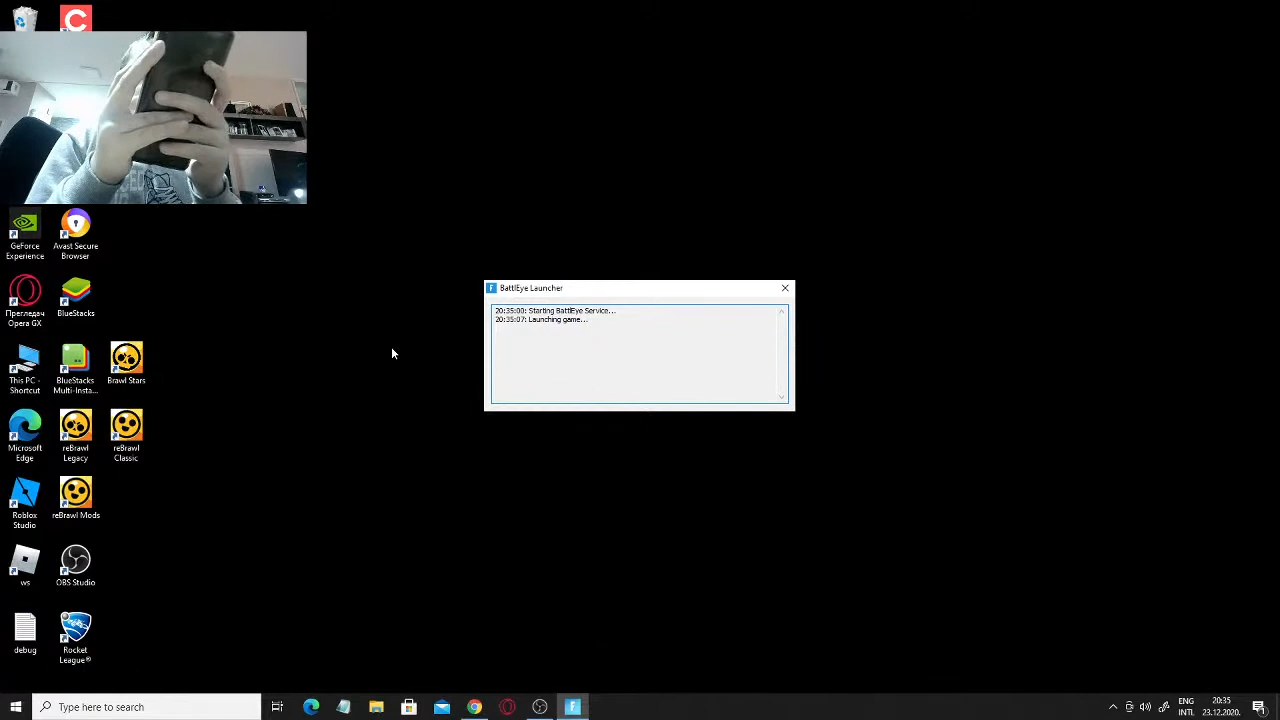 GeForce
Experience
Avast Secure
Browser
Прегледач
Opera GX
BlueStacks
This PC -
Shortcut
BlueStacks
Multi-Insta...
Brawl Stars
Microsoft
Edge
reBrawl
Legacy
reBrawl
Classic
Roblox
Studio
reBrawl Mods
ws
OBS Studio
debug
Rocket
League®
BattlEye Launcher
20:35:00: Starting BattlEye Service...
20:35:07: Launching game...
Type here to search
ENG
INTL
20:35
23.12.2020.
1